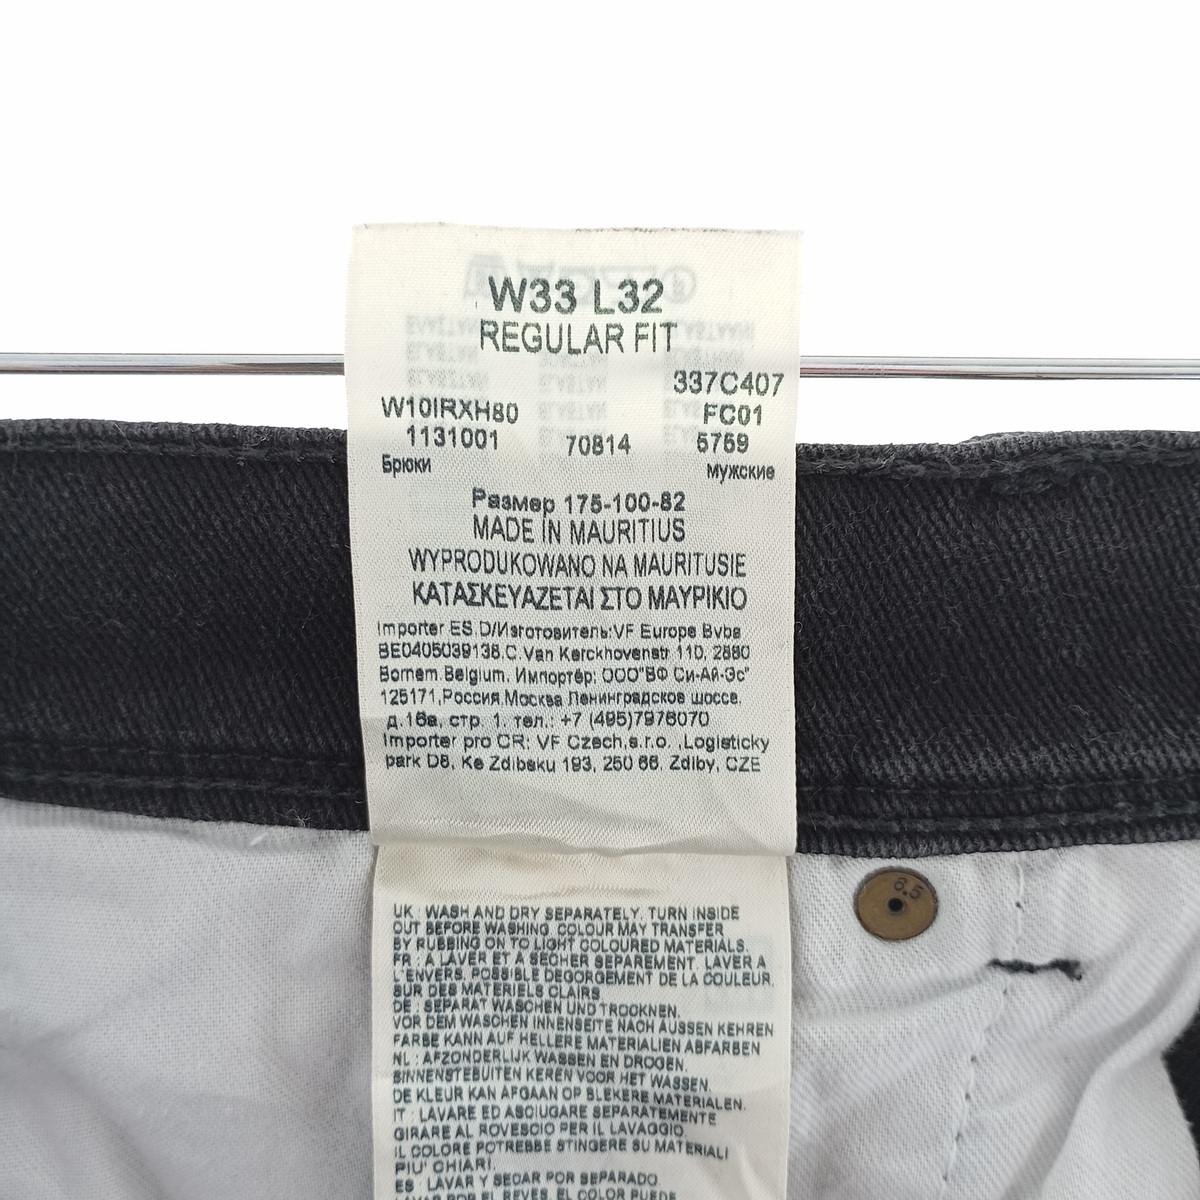 W33 L32
REGULAR FIT
337C407
W10IRXH80 FC01
1131001 70814 5759
Брюки мужские
Размер 175-100-82
MADE IN MAURITIUS
WYPRODUKOWANO NA MAURITUSIE
ΚΑΤΑΣΚΕΥΑΖΕΤΑΙ ΣΤΟ ΜΑΥΡΙΚΙΟ
Importer ES.D/Изготовитель:VF Europe Bvba
BE0405039138.C.Van Kerckhovenstr 110, 2880
Bornem.Belgium. Импортёр: ООО"ВФ Си-Ай-Эс"
125171,Россия.Москва Ленинградское шоссе.
д.16а, стр. 1. тел.: +7 (495)7976070
Importer pro CR: VF Czech,s.r.o. ,Logisticky
park D8, Ke Zdibsku 193, 250 66. Zdiby, CZE
UK : WASH AND DRY SEPARATELY. TURN INSIDE
OUT BEFORE WASHING. COLOUR MAY TRANSFER
BY RUBBING ON TO LIGHT COLOURED MATERIALS.
FR : A LAVER ET A SECHER SEPAREMENT. LAVER A
L'ENVERS. POSSIBLE DEGORGEMENT DE LA COULEUR.
SUR DES MATERIELS CLAIRS
DE : SEPARAT WASCHEN UND TROCKNEN.
VOR DEM WASCHEN INNENSEITE NACH AUSSEN KEHREN
FARBE KANN AUF HELLERE MATERIALIEN ABFARBEN
NL : AFZONDERLIJK WASSEN EN DROGEN.
BINNENSTEBUITEN KEREN VOOR HET WASSEN.
DE KLEUR KAN AFGAAN OP BLEKERE MATERIALEN.
IT : LAVARE ED ASCIUGARE SEPARATEMENTE
GIRARE AL ROVESCIO PER IL LAVAGGIO.
IL COLORE POTREBBE STINGERE SU MATERIALI
PIU' CHIARI.
ES : LAVAR Y SECAR POR SEPARADO.
LAVAR POR EL REVES. EL COLOR PUEDE
6.5